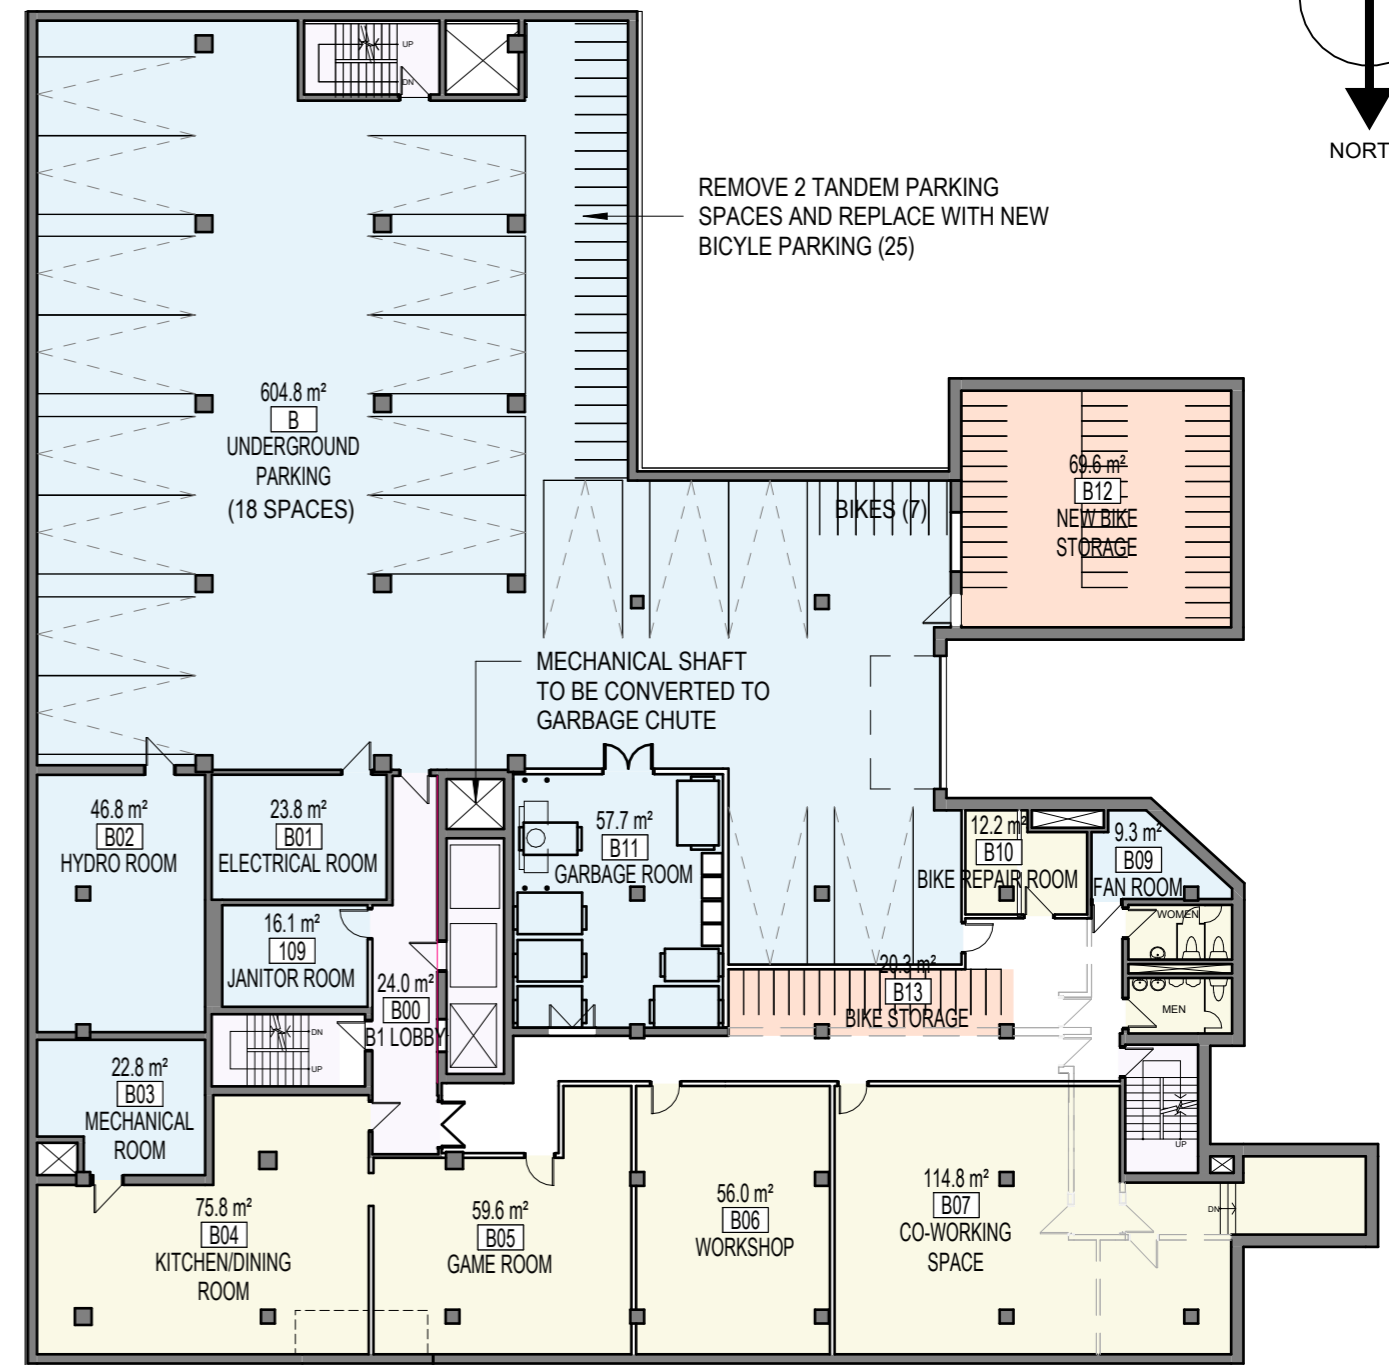 UP
DN
NORT
REMOVE 2 TANDEM PARKING
SPACES AND REPLACE WITH NEW
BICYLE PARKING (25)
604.8 m²
B
UNDERGROUND
PARKING
(18 SPACES)
BIKES (7)
69.6 m²
B12
NEW BIKE
STORAGE
MECHANICAL SHAFT
TO BE CONVERTED TO
GARBAGE CHUTE
46.8 m²
B02
HYDRO ROOM
23.8 m²
B01
ELECTRICAL ROOM
57.7 m²
B11
GARBAGE ROOM
12.2 m²
B10
BIKE REPAIR ROOM
9.3 m²
B09
FAN ROOM
WOMEN
16.1 m²
109
JANITOR ROOM
24.0 m²
B00
B1 LOBBY
20.3 m²
B13
BIKE STORAGE
MEN
DN
UP
22.8 m²
B03
MECHANICAL
ROOM
UP
75.8 m²
B04
KITCHEN/DINING
ROOM
59.6 m²
B05
GAME ROOM
56.0 m²
B06
WORKSHOP
114.8 m²
B07
CO-WORKING
SPACE
DN